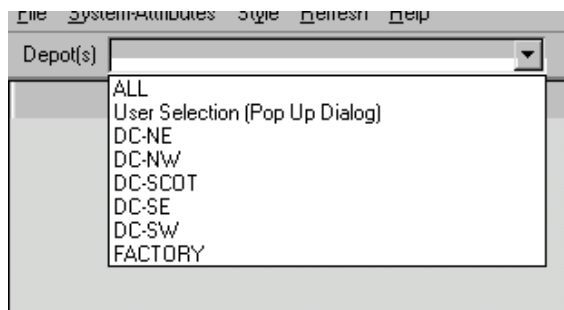 File System-Attributes Style Refresh Help
Depot(s)
ALL
User Selection (Pop Up Dialog)
DC-NE
DC-NW
DC-SCOT
DC-SE
DC-SW
FACTORY